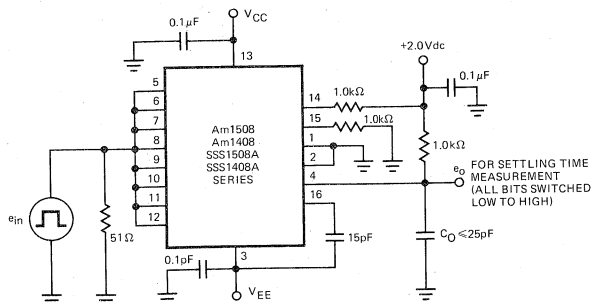 VCC
0.1μF
13
+2.0Vdc
0.1μF
5
6
7
8
9
10
11
12
Am1508
Am1408
SSS1508A
SSS1408A
SERIES
14
15
1
2
4
16
1.0kΩ
1.0kΩ
1.0kΩ
eo
FOR SETTLING TIME
MEASUREMENT
(ALL BITS SWITCHED
LOW TO HIGH)
ein
51Ω
15pF
CO ≤25pF
0.1pF
3
VEE